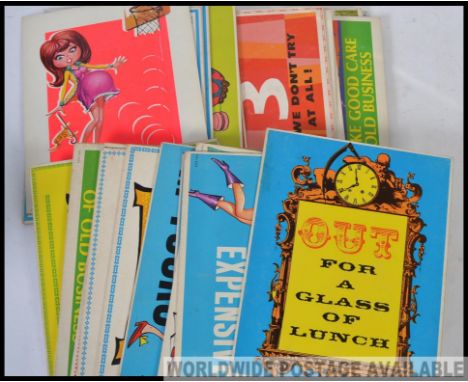 3
WE DON'T TRY
AT ALL!
KE GOOD CARE
OLD BUSINESS
OF OLD BUSINES
EXPENSIV
OUT
FOR
A
GLASS
OF
LUNCH
WORLDWIDE POSTAGE AVAILABLE